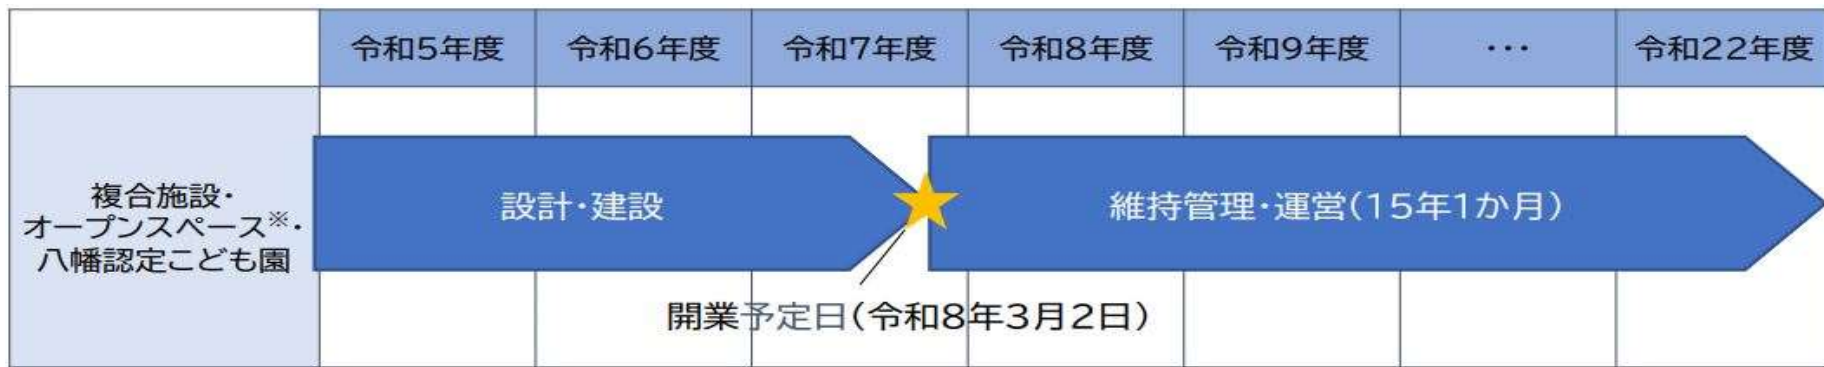 令和5年度 令和6年度 令和7年度 令和8年度 令和9年度 ・・・ 令和22年度
複合施設・
オープンスペース※・
八幡認定こども園
設計・建設
維持管理・運営(15年1か月)
開業予定日(令和8年3月2日)